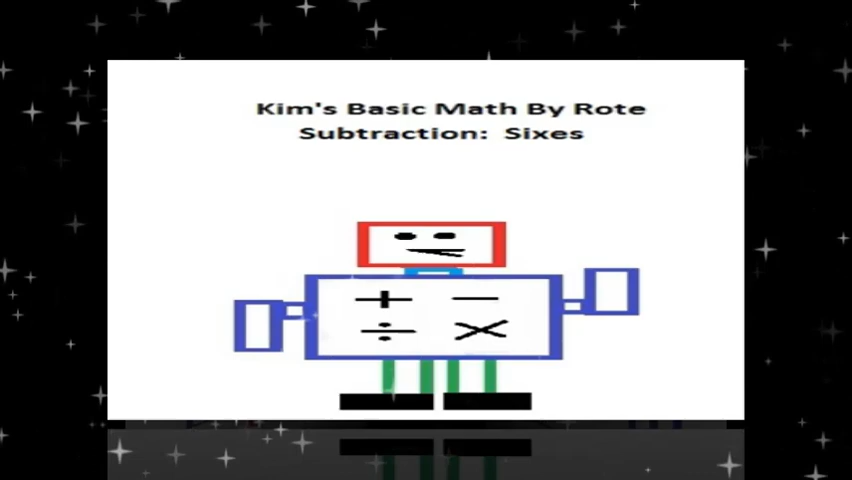 Kim's Basic Math By Rote
Subtraction: Sixes
+ −
÷ ×